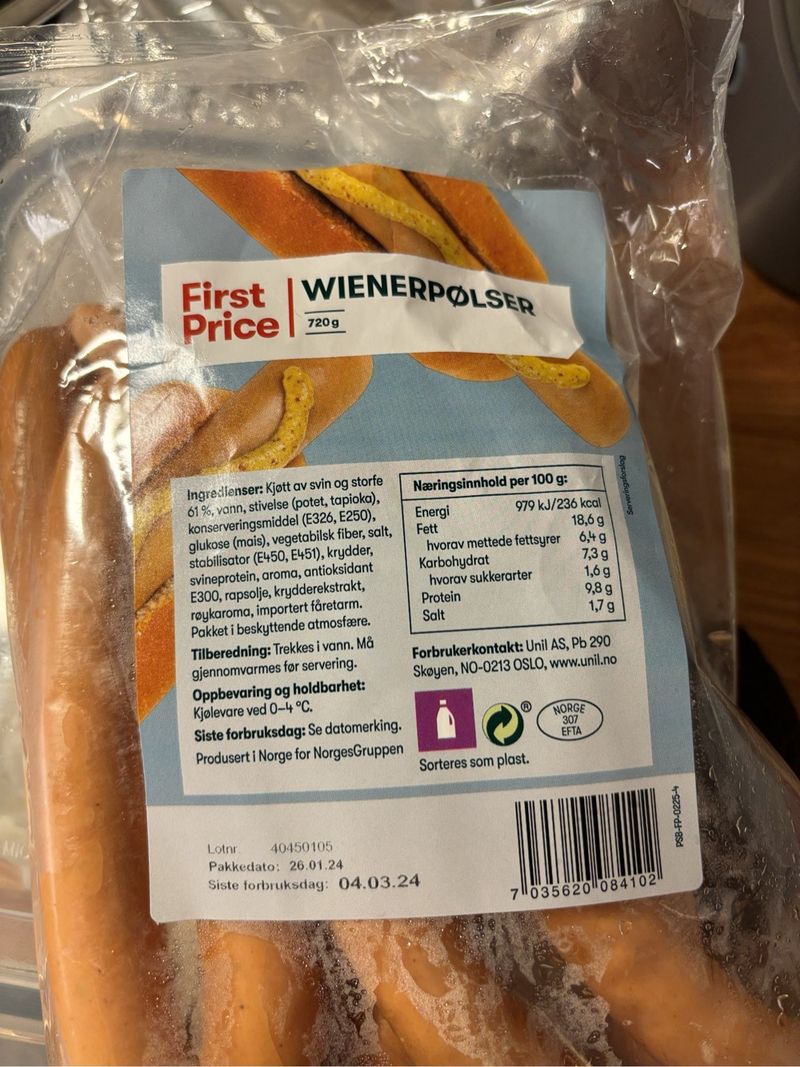 First
Price
WIENERPØLSER
720 g
Ingredienser: Kjøtt av svin og storfe
61 %, vann, stivelse (potet, tapioka),
konserveringsmiddel (E326, E250),
glukose (mais), vegetabilsk fiber, salt,
stabilisator (E450, E451), krydder,
svineprotein, aroma, antioksidant
E300, rapsolje, krydderekstrakt,
røykaroma, importert fåretarm.
Pakket i beskyttende atmosfære.
Tilberedning: Trekkes i vann. Må
gjennomvarmes før servering.
Oppbevaring og holdbarhet:
Kjølevare ved 0–4 °C.
Siste forbruksdag: Se datomerking.
Produsert i Norge for NorgesGruppen
Næringsinnhold per 100 g:
Energi 979 kJ/236 kcal
Fett 18,6 g
hvorav mettede fettsyrer 6,4 g
Karbohydrat 7,3 g
hvorav sukkerarter 1,6 g
Protein 9,8 g
Salt 1,7 g
Forbrukerkontakt: Unil AS, Pb 290
Skøyen, NO-0213 OSLO, www.unil.no
®
NORGE
307
EFTA
Sorteres som plast.
Serveringsforslag
Lotnr. 40450105
Pakkedato: 26.01.24
Siste forbruksdag: 04.03.24
7 035620 084102
PSB-FP-0225-4